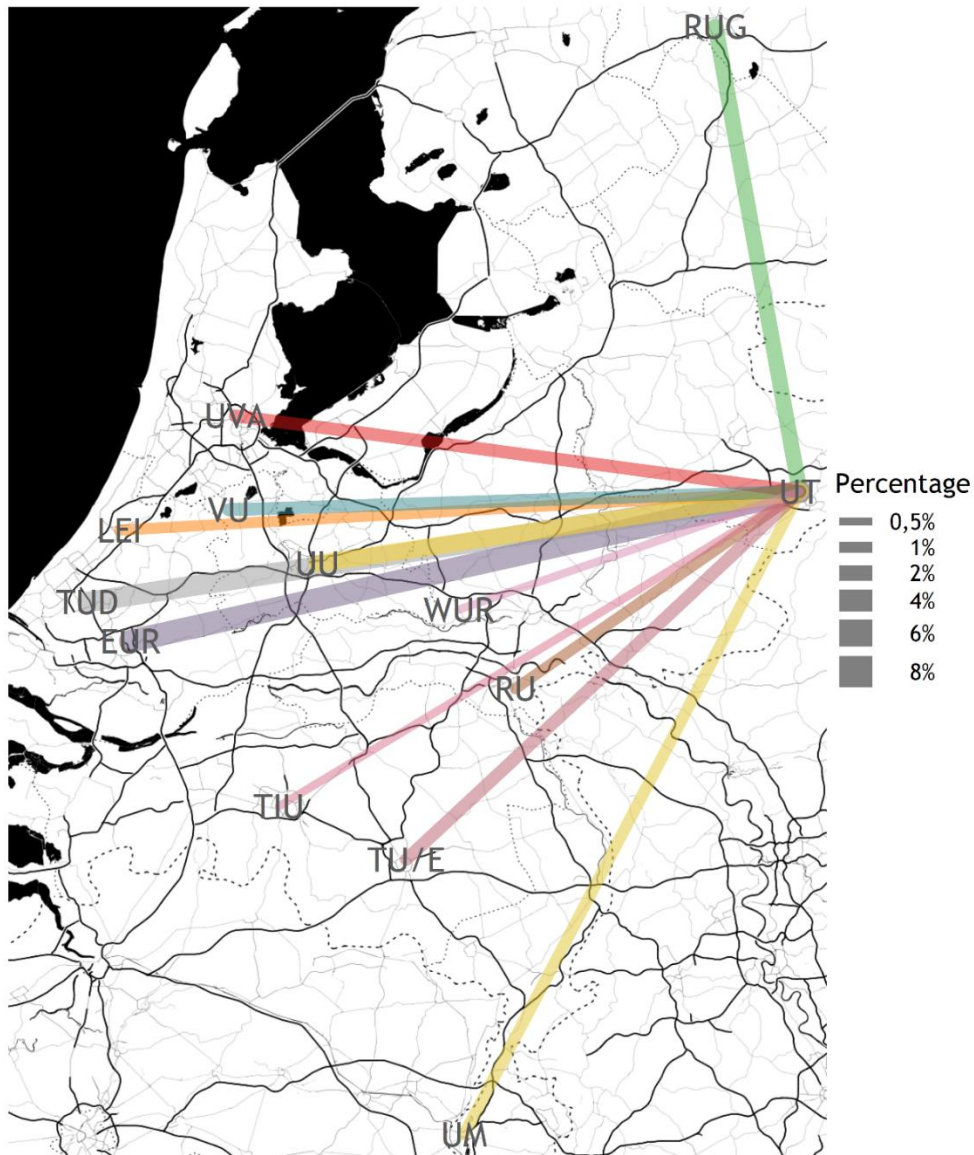 RUG
UVA
UT
VU
LEI
UU
TUD
WUR
EUR
RU
TIU
TU/E
UM
Percentage
0,5%
1%
2%
4%
6%
8%